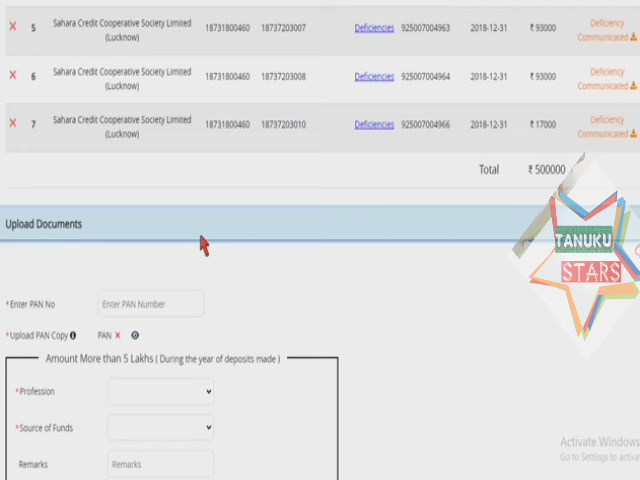 5 Sahara Credit Cooperative Society Limited (Lucknow) 18731800460 18737203007 Deficiencies 925007004963 2018-12-31 ₹ 93000 Deficiency Communicated
6 Sahara Credit Cooperative Society Limited (Lucknow) 18731800460 18737203008 Deficiencies 925007004964 2018-12-31 ₹ 93000 Deficiency Communicated
7 Sahara Credit Cooperative Society Limited (Lucknow) 18731800460 18737203010 Deficiencies 925007004966 2018-12-31 ₹ 17000 Deficiency Communicated
Total ₹ 500000
Upload Documents
TANUKU
STARS
*Enter PAN No Enter PAN Number
*Upload PAN Copy PAN
Amount More than 5 Lakhs ( During the year of deposits made )
*Profession
*Source of Funds
Remarks Remarks
Activate Windows
Go to Settings to activa